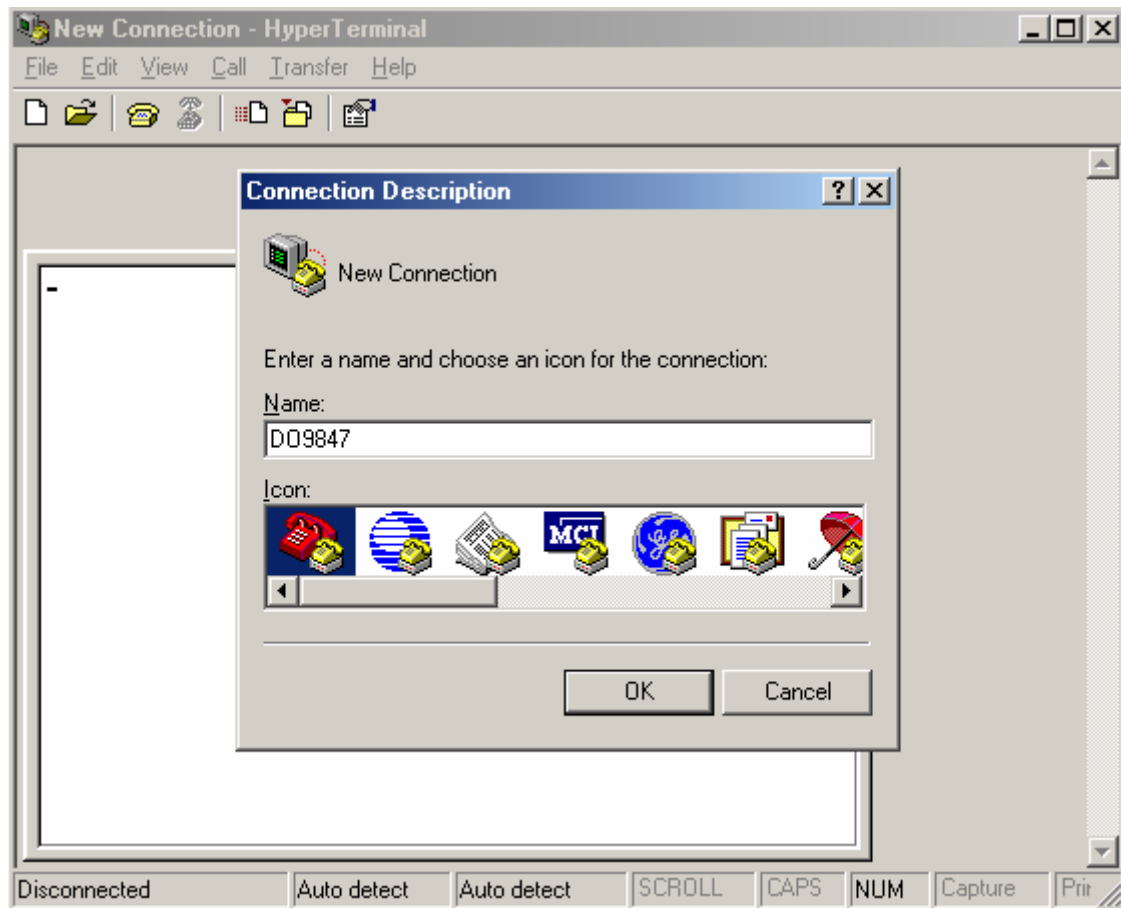 New Connection - HyperTerminal
File Edit View Call Transfer Help
Connection Description
New Connection
Enter a name and choose an icon for the connection:
Name:
DO9847
Icon:
MCI
OK Cancel
Disconnected Auto detect Auto detect SCROLL CAPS NUM Capture Prir